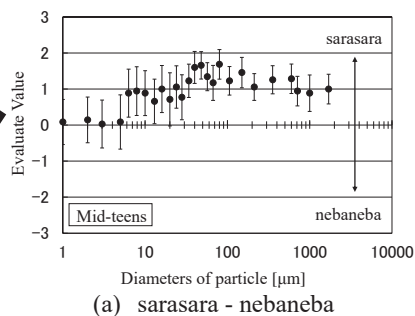 (a)
3
sarasara
2
1
0
-1
-2
nebaneba
Mid-teens
-3
Evaluate Value
1
10
100
1000
10000
Diameters of particle [μm]
(a) sarasara - nebaneba